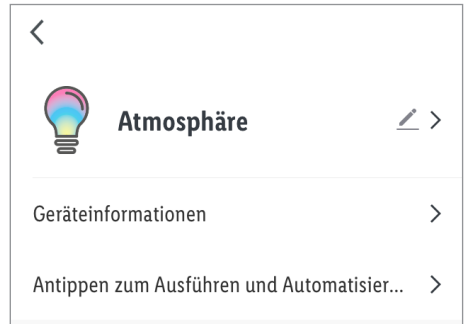 Atmosphäre
Geräteinformationen
Antippen zum Ausführen und Automatisier...